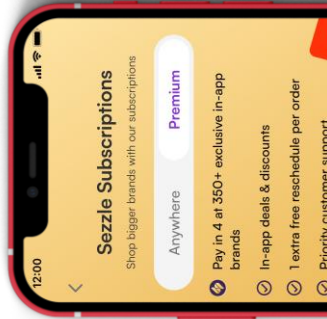 12:00
Sezzle Subscriptions
Shop bigger brands with our subscriptions
Anywhere Premium
Pay in 4 at 350+ exclusive in-app
brands
In-app deals & discounts
1 extra free reschedule per order
Priority customer support